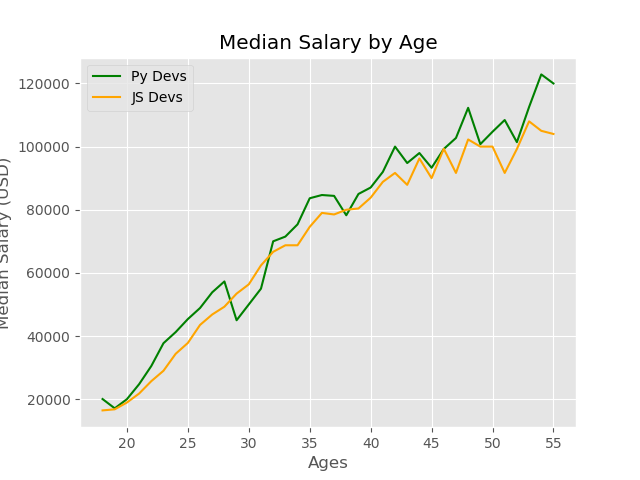 Median Salary by Age
Py Devs
JS Devs
120000
100000
80000
60000
40000
20000
Median Salary (USD)
20 25 30 35 40 45 50 55
Ages